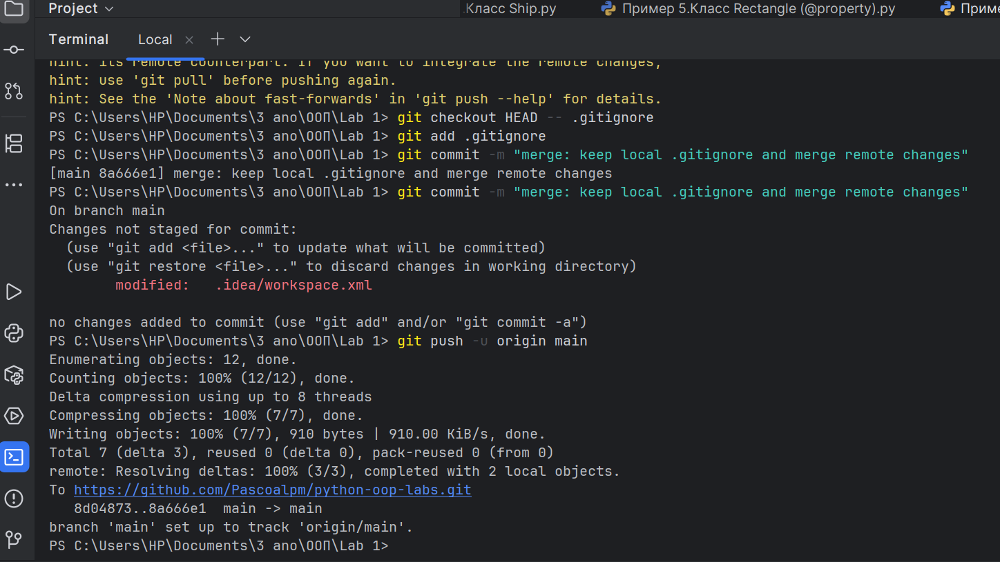 Project
.Класс Ship.py
Пример 5.Класс Rectangle (@property).py
Приме
Terminal
Local
hint: its remote counterpart. If you want to integrate the remote changes,
hint: use 'git pull' before pushing again.
hint: See the 'Note about fast-forwards' in 'git push --help' for details.
PS C:\Users\HP\Documents\3 ano\ООП\Lab 1> git checkout HEAD -- .gitignore
PS C:\Users\HP\Documents\3 ano\ООП\Lab 1> git add .gitignore
PS C:\Users\HP\Documents\3 ano\ООП\Lab 1> git commit -m "merge: keep local .gitignore and merge remote changes"
[main 8a666e1] merge: keep local .gitignore and merge remote changes
PS C:\Users\HP\Documents\3 ano\ООП\Lab 1> git commit -m "merge: keep local .gitignore and merge remote changes"
On branch main
Changes not staged for commit:
  (use "git add <file>..." to update what will be committed)
  (use "git restore <file>..." to discard changes in working directory)
        modified:   .idea/workspace.xml
no changes added to commit (use "git add" and/or "git commit -a")
PS C:\Users\HP\Documents\3 ano\ООП\Lab 1> git push -u origin main
Enumerating objects: 12, done.
Counting objects: 100% (12/12), done.
Delta compression using up to 8 threads
Compressing objects: 100% (7/7), done.
Writing objects: 100% (7/7), 910 bytes | 910.00 KiB/s, done.
Total 7 (delta 3), reused 0 (delta 0), pack-reused 0 (from 0)
remote: Resolving deltas: 100% (3/3), completed with 2 local objects.
To https://github.com/Pascoalpm/python-oop-labs.git
   8d04873..8a666e1  main -> main
branch 'main' set up to track 'origin/main'.
PS C:\Users\HP\Documents\3 ano\ООП\Lab 1>